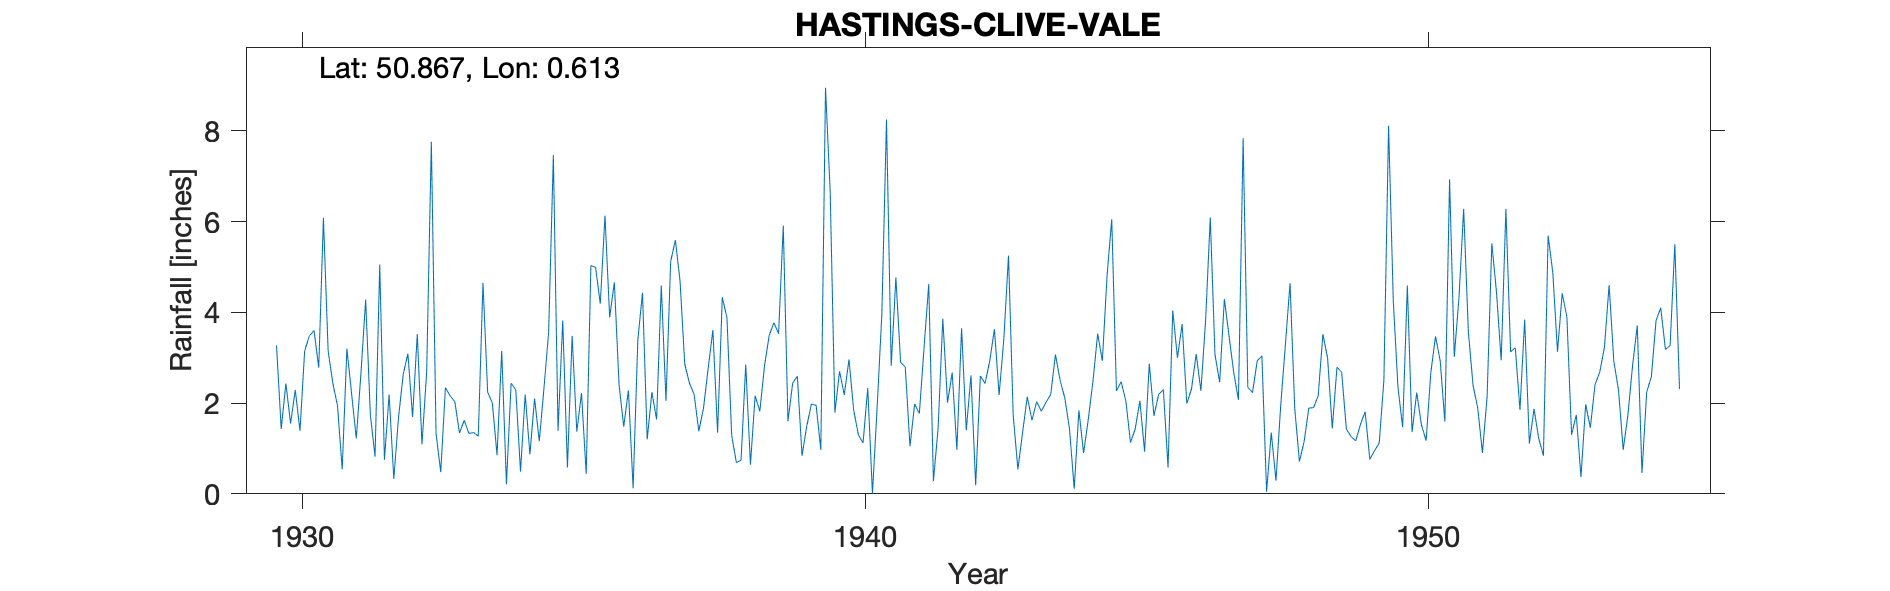 HASTINGS-CLIVE-VALE
Lat: 50.867, Lon: 0.613
8
6
4
2
0
Rainfall [inches]
1930 1940 1950
Year